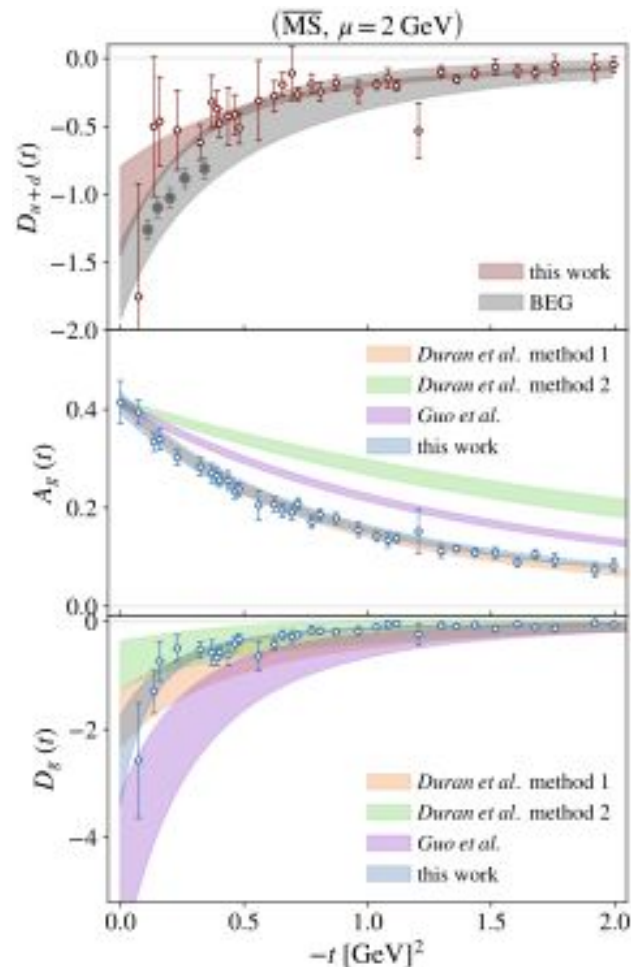 (MS, μ = 2 GeV)
0.0
−0.5
−1.0
−1.5
−2.0
D_{u+d}(t)
this work
BEG
0.4
0.2
0.0
A_g(t)
Duran et al. method 1
Duran et al. method 2
Guo et al.
this work
0
−2
−4
D_g(t)
Duran et al. method 1
Duran et al. method 2
Guo et al.
this work
0.0 0.5 1.0 1.5 2.0
−t [GeV]²